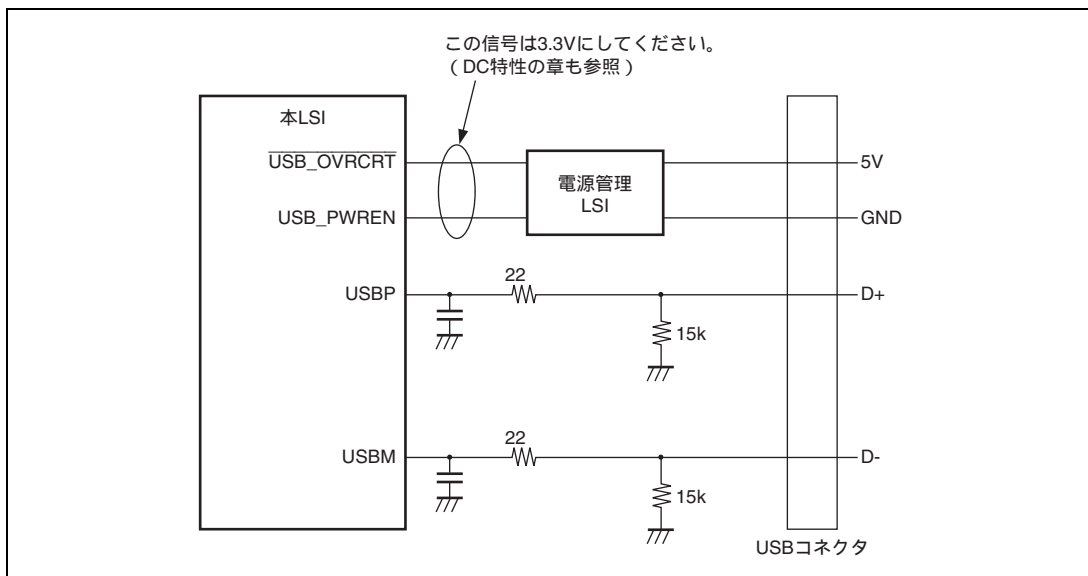 この信号は3.3Vにしてください。
（DC特性の章も参照）
本LSI
USB_OVRCRT
電源管理
LSI
5V
USB_PWREN
GND
22
USBP
D+
15k
22
USBM
D-
15k
USBコネクタ